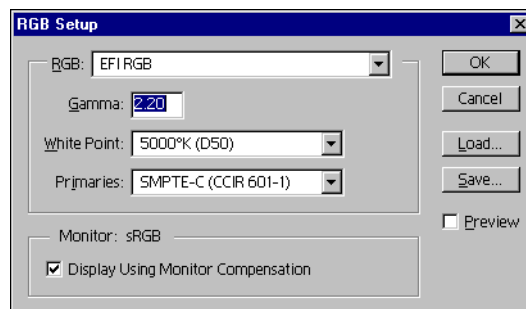 RGB Setup
RGB: EFI RGB
OK
Gamma: 2.20
Cancel
White Point: 5000°K (D50)
Load...
Primaries: SMPTE-C (CCIR 601-1)
Save...
Preview
Monitor: sRGB
Display Using Monitor Compensation